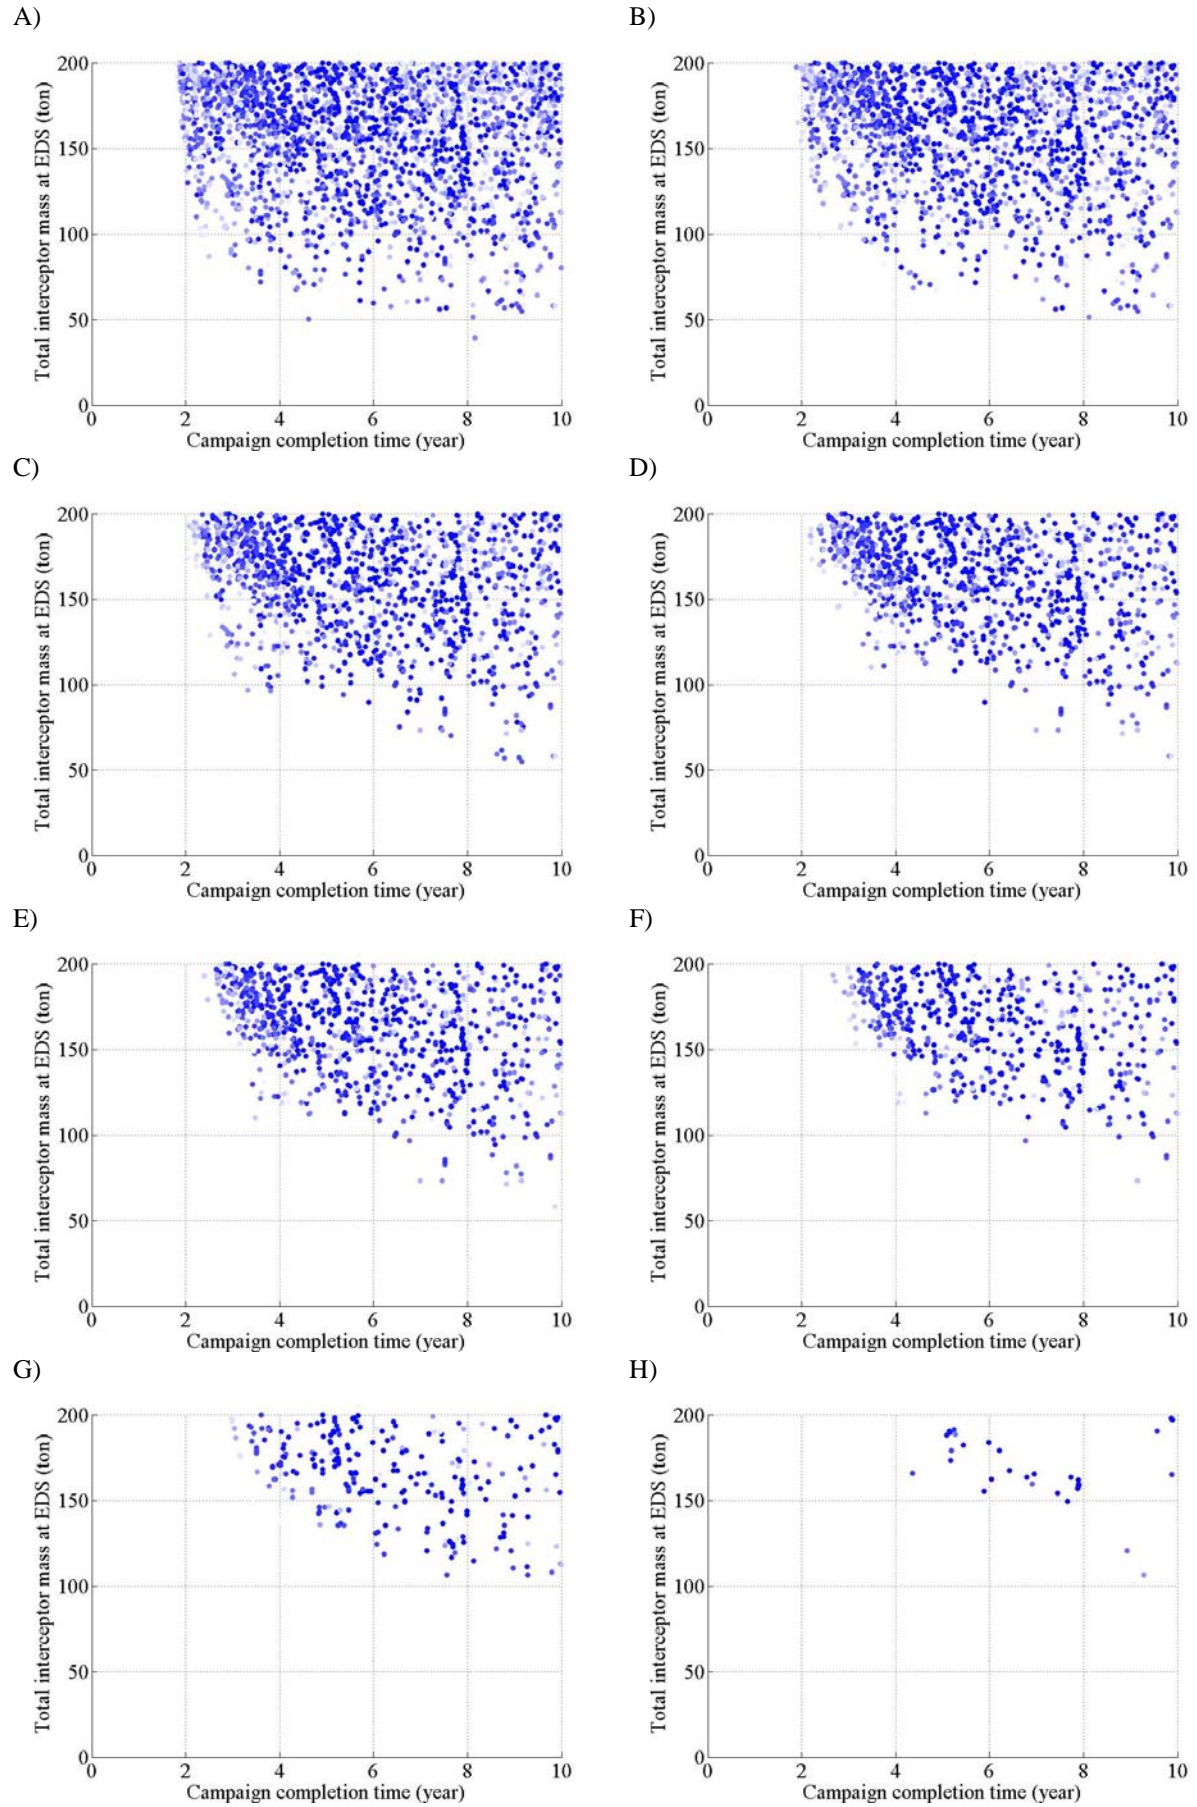 A)
B)
Total interceptor mass at EDS (ton)
200
150
100
50
0
0 2 4 6 8 10
Campaign completion time (year)
Total interceptor mass at EDS (ton)
200
150
100
50
0
0 2 4 6 8 10
Campaign completion time (year)
C)
D)
Total interceptor mass at EDS (ton)
200
150
100
50
0
0 2 4 6 8 10
Campaign completion time (year)
Total interceptor mass at EDS (ton)
200
150
100
50
0
0 2 4 6 8 10
Campaign completion time (year)
E)
F)
Total interceptor mass at EDS (ton)
200
150
100
50
0
0 2 4 6 8 10
Campaign completion time (year)
Total interceptor mass at EDS (ton)
200
150
100
50
0
0 2 4 6 8 10
Campaign completion time (year)
G)
H)
Total interceptor mass at EDS (ton)
200
150
100
50
0
0 2 4 6 8 10
Campaign completion time (year)
Total interceptor mass at EDS (ton)
200
150
100
50
0
0 2 4 6 8 10
Campaign completion time (year)